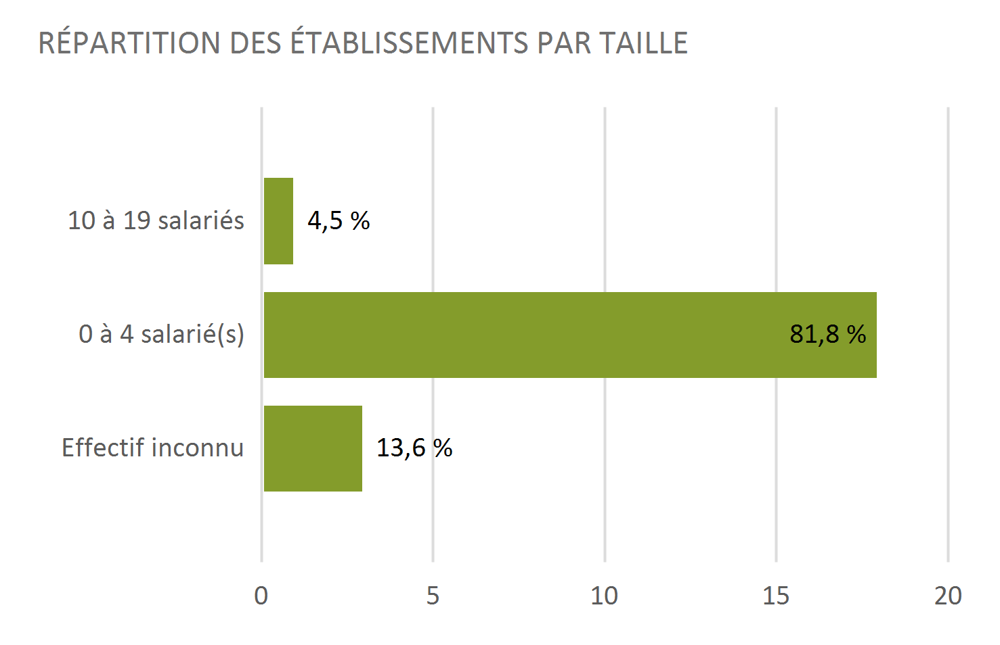 RÉPARTITION DES ÉTABLISSEMENTS PAR TAILLE
10 à 19 salariés
4,5 %
0 à 4 salarié(s)
81,8 %
Effectif inconnu
13,6 %
0 5 10 15 20